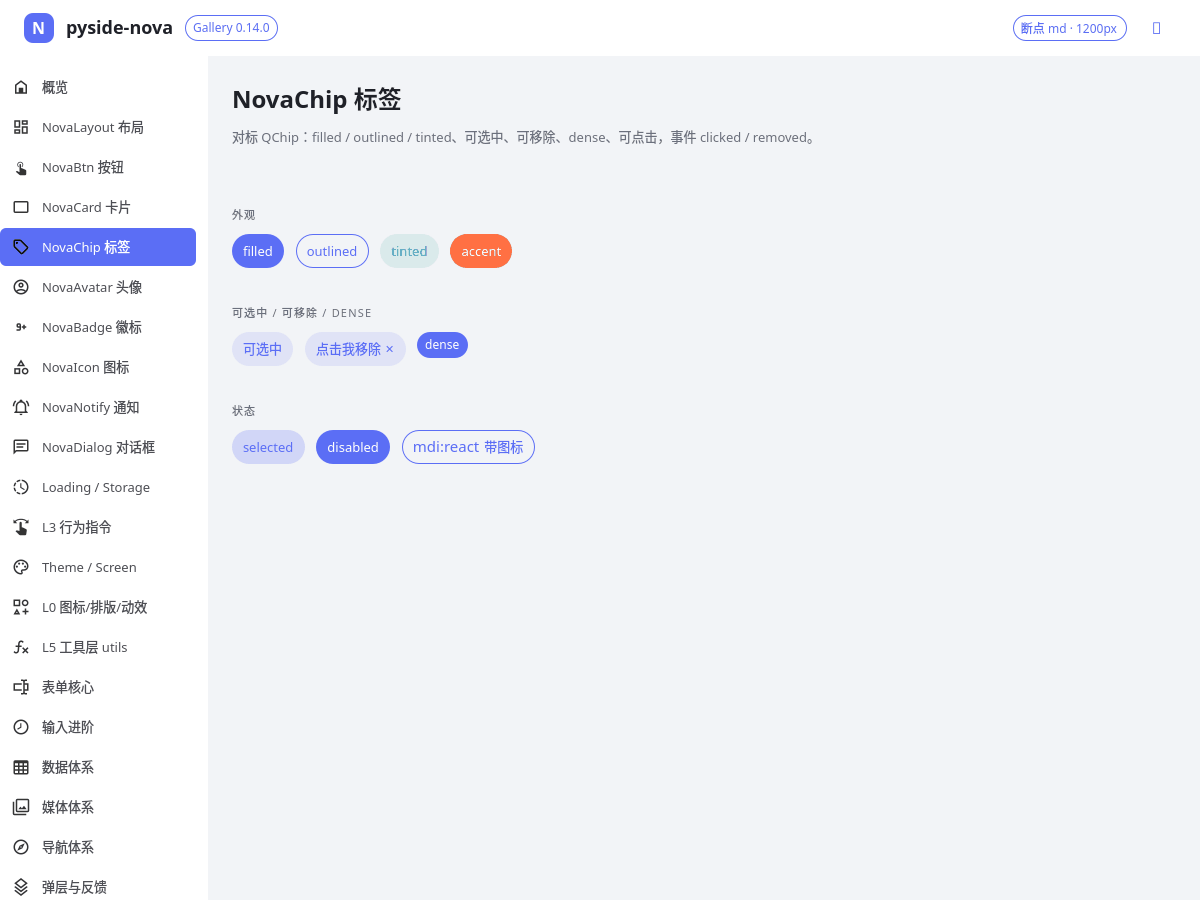 N pyside-nova Gallery 0.14.0 断点 md · 1200px
概览
NovaLayout 布局
NovaBtn 按钮
NovaCard 卡片
NovaChip 标签
NovaAvatar 头像
9+ NovaBadge 徽标
NovaIcon 图标
NovaNotify 通知
NovaDialog 对话框
Loading / Storage
L3 行为指令
Theme / Screen
L0 图标/排版/动效
L5 工具层 utils
表单核心
输入进阶
数据体系
媒体体系
导航体系
弹层与反馈
NovaChip 标签
对标 QChip：filled / outlined / tinted、可选中、可移除、dense、可点击，事件 clicked / removed。
外观
filled outlined tinted accent
可选中 / 可移除 / DENSE
可选中 点击我移除 × dense
状态
selected disabled mdi:react 带图标